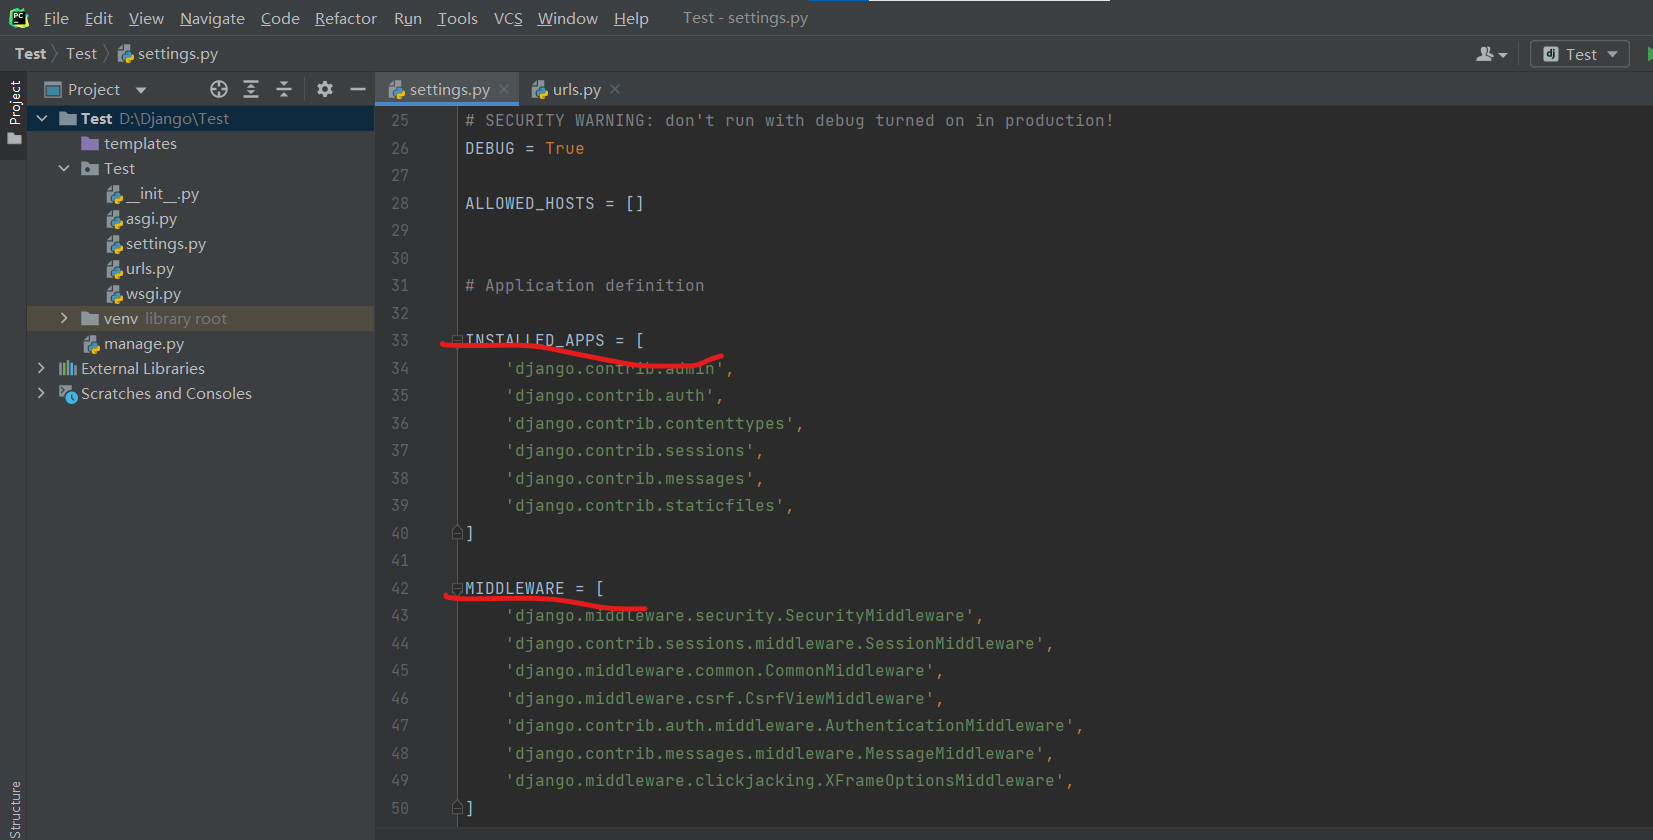 PC File Edit View Navigate Code Refactor Run Tools VCS Window Help Test - settings.py
Test Test settings.py dj Test
Project
Project
settings.py urls.py
Test D:\Django\Test
templates
Test
__init__.py
asgi.py
settings.py
urls.py
wsgi.py
venv library root
manage.py
External Libraries
Scratches and Consoles
Structure
25 # SECURITY WARNING: don't run with debug turned on in production!
26 DEBUG = True
27
28 ALLOWED_HOSTS = []
29
30
31 # Application definition
32
33 INSTALLED_APPS = [
34 'django.contrib.admin',
35 'django.contrib.auth',
36 'django.contrib.contenttypes',
37 'django.contrib.sessions',
38 'django.contrib.messages',
39 'django.contrib.staticfiles',
40 ]
41
42 MIDDLEWARE = [
43 'django.middleware.security.SecurityMiddleware',
44 'django.contrib.sessions.middleware.SessionMiddleware',
45 'django.middleware.common.CommonMiddleware',
46 'django.middleware.csrf.CsrfViewMiddleware',
47 'django.contrib.auth.middleware.AuthenticationMiddleware',
48 'django.contrib.messages.middleware.MessageMiddleware',
49 'django.middleware.clickjacking.XFrameOptionsMiddleware',
50 ]